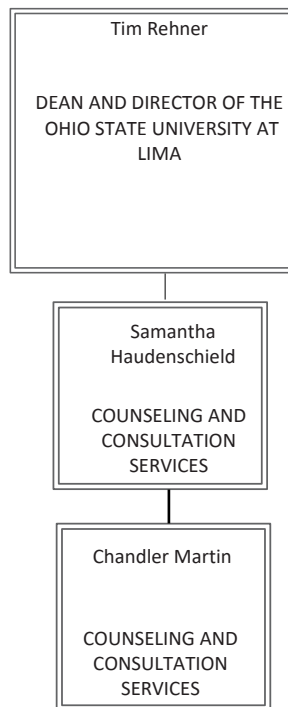 Tim Rehner
DEAN AND DIRECTOR OF THE
OHIO STATE UNIVERSITY AT
LIMA
Samantha
Haudenschield
COUNSELING AND
CONSULTATION
SERVICES
Chandler Martin
COUNSELING AND
CONSULTATION
SERVICES